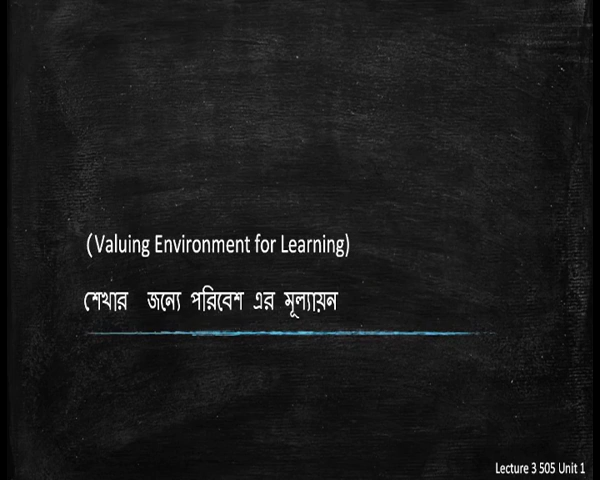 (Valuing Environment for Learning)
শেখার জন্যে পরিবেশ এর মূল্যায়ন
Lecture 3 505 Unit 1